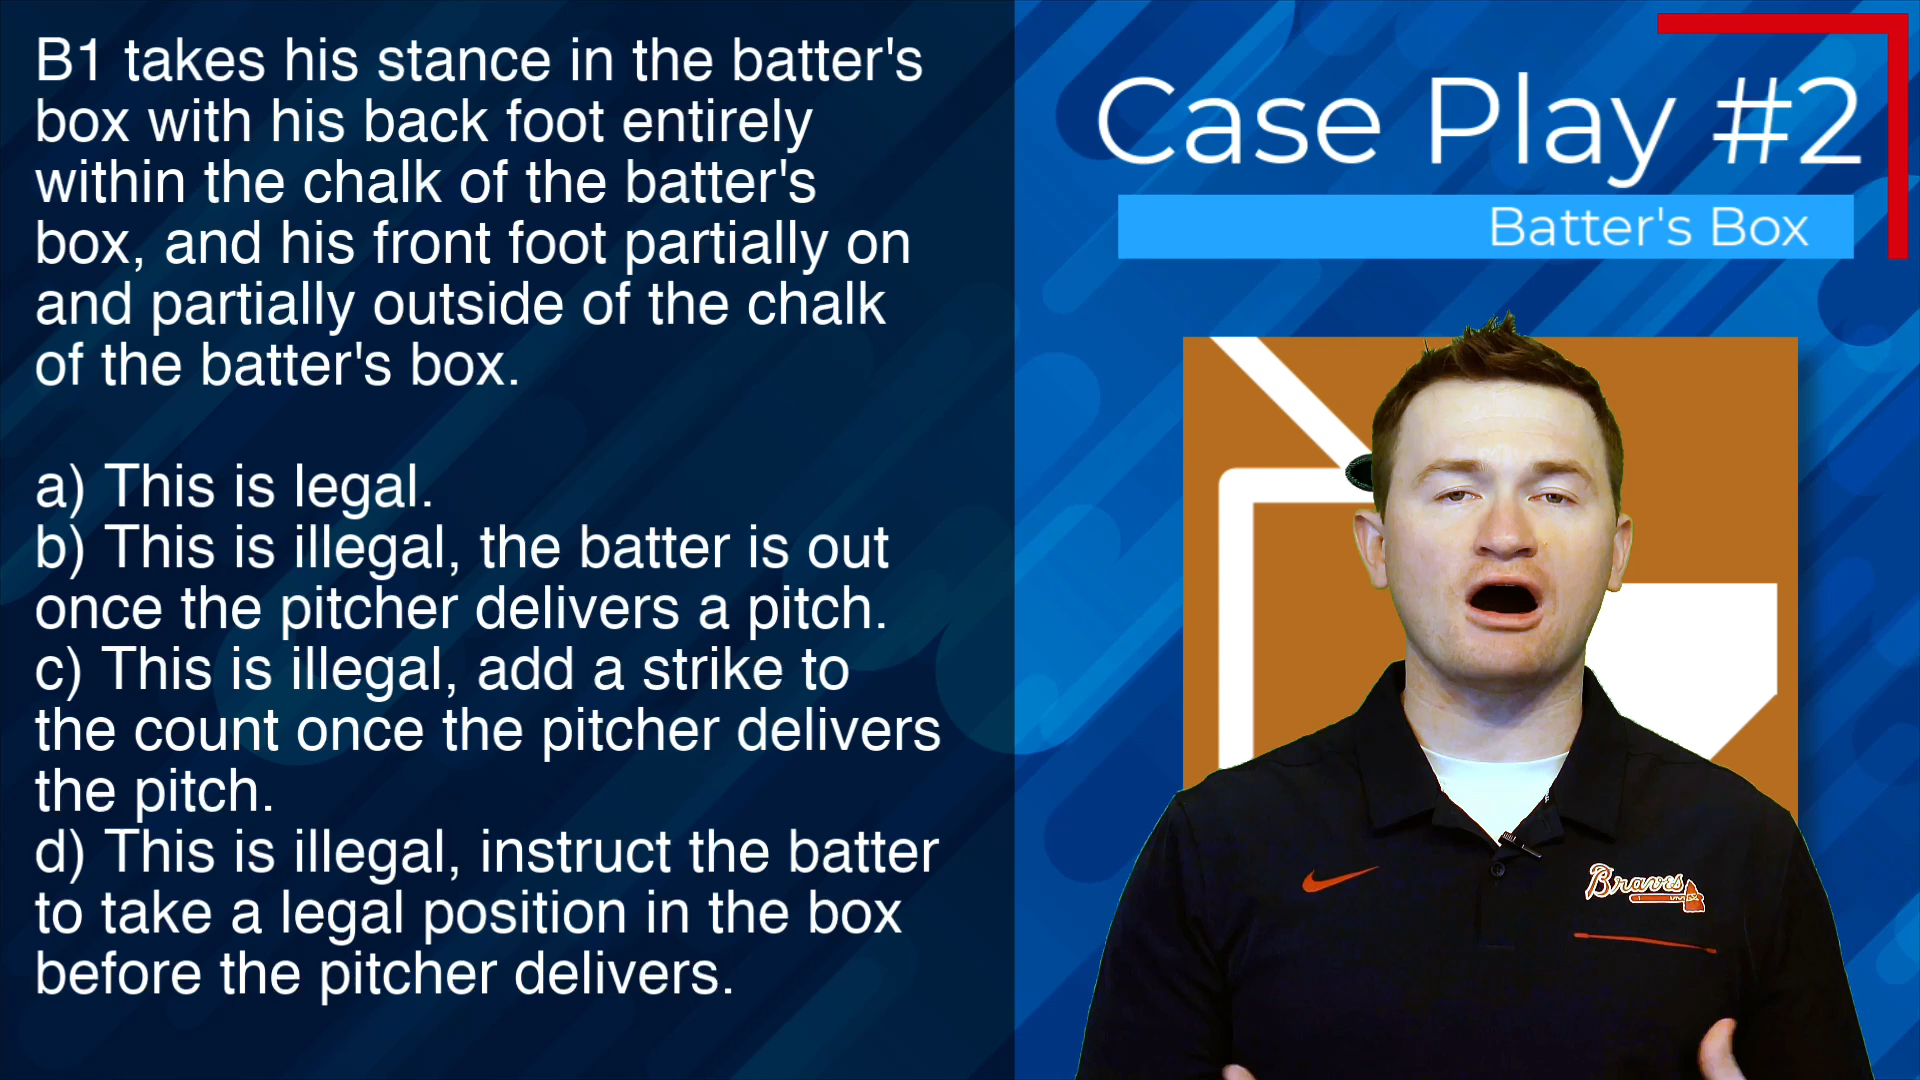 B1 takes his stance in the batter's
box with his back foot entirely
within the chalk of the batter's
box, and his front foot partially on
and partially outside of the chalk
of the batter's box.
a) This is legal.
b) This is illegal, the batter is out
once the pitcher delivers a pitch.
c) This is illegal, add a strike to
the count once the pitcher delivers
the pitch.
d) This is illegal, instruct the batter
to take a legal position in the box
before the pitcher delivers.
Case Play #2
Batter's Box
Braves